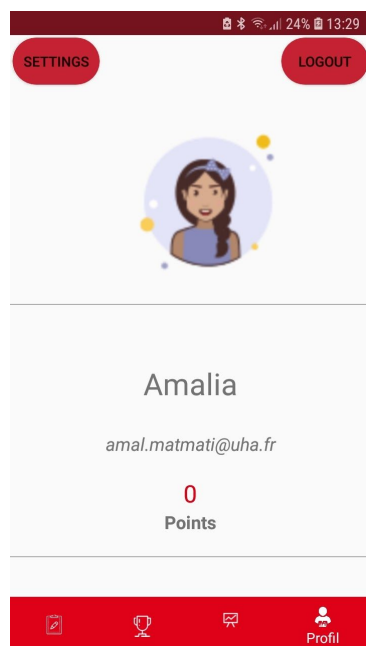 24% 13:29
SETTINGS LOGOUT
Amalia
amal.matmati@uha.fr
0
Points
Profil